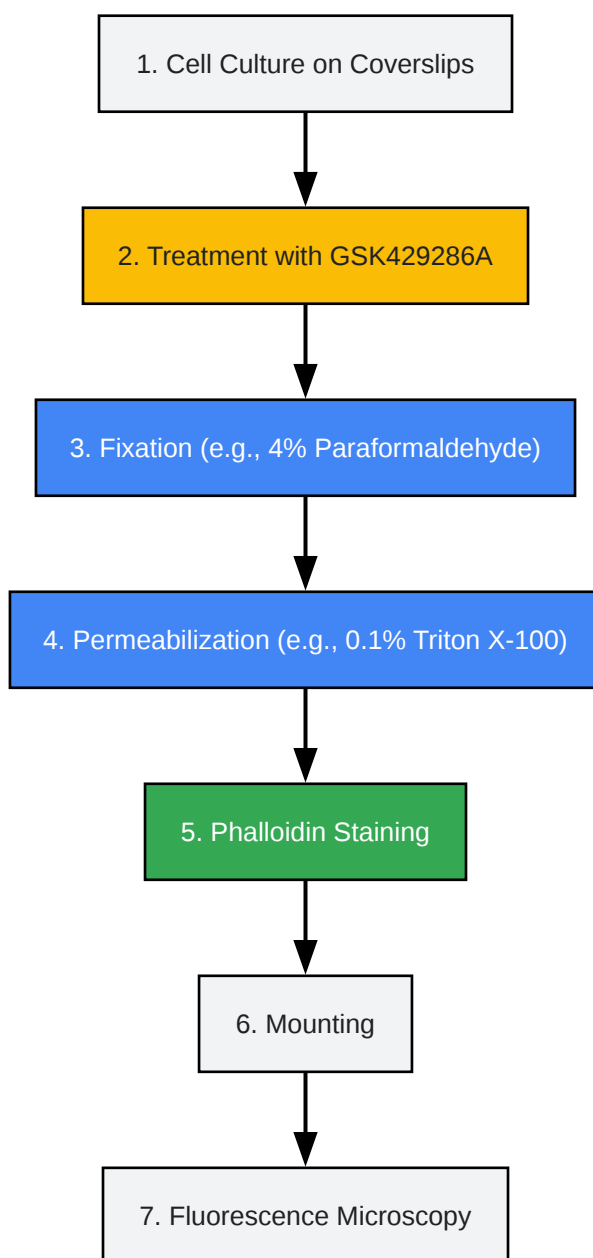 1. Cell Culture on Coverslips
2. Treatment with GSK429286A
3. Fixation (e.g., 4% Paraformaldehyde)
4. Permeabilization (e.g., 0.1% Triton X-100)
5. Phalloidin Staining
6. Mounting
7. Fluorescence Microscopy